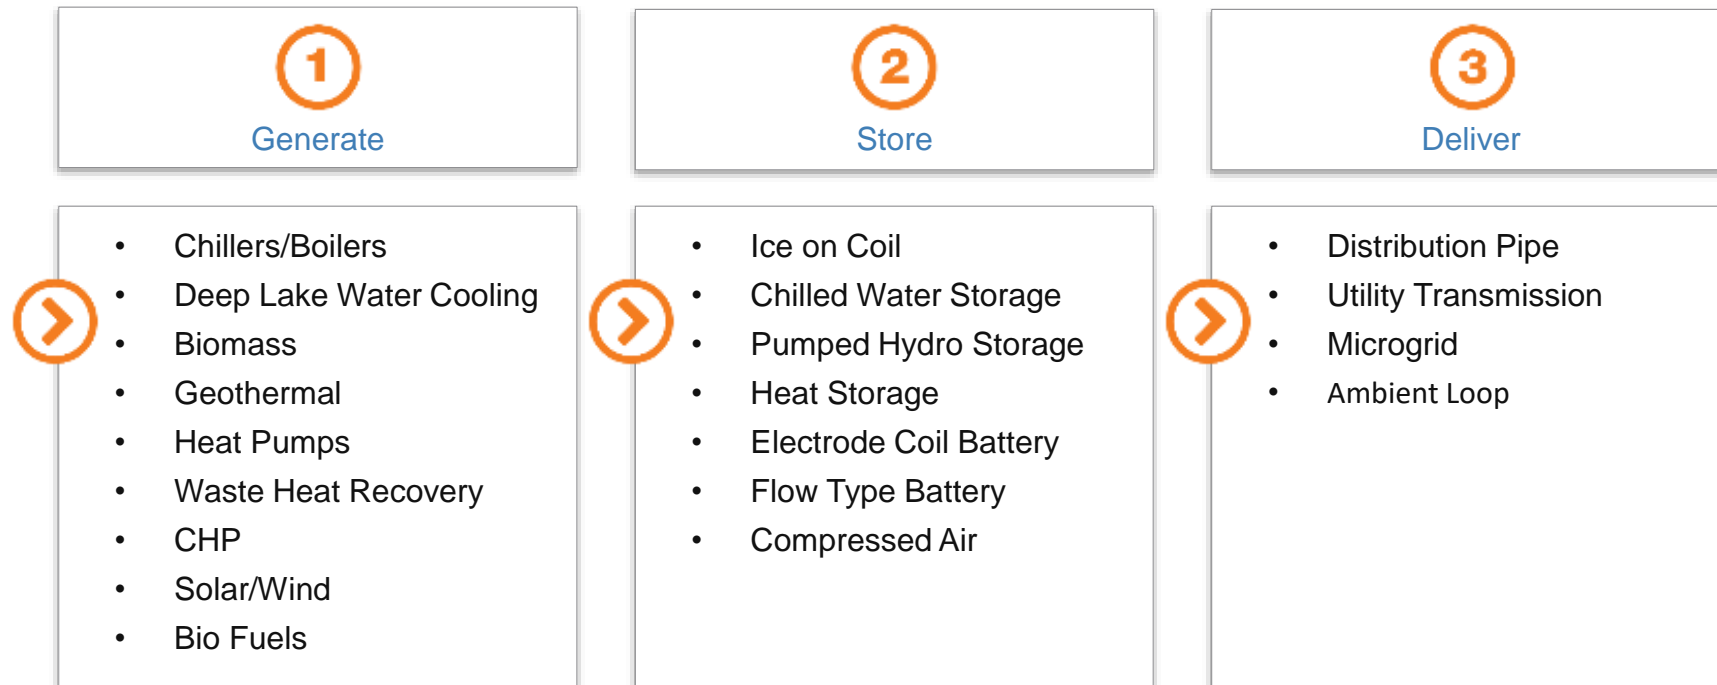 1
Generate
• Chillers/Boilers
• Deep Lake Water Cooling
• Biomass
• Geothermal
• Heat Pumps
• Waste Heat Recovery
• CHP
• Solar/Wind
• Bio Fuels
2
Store
• Ice on Coil
• Chilled Water Storage
• Pumped Hydro Storage
• Heat Storage
• Electrode Coil Battery
• Flow Type Battery
• Compressed Air
3
Deliver
• Distribution Pipe
• Utility Transmission
• Microgrid
• Ambient Loop